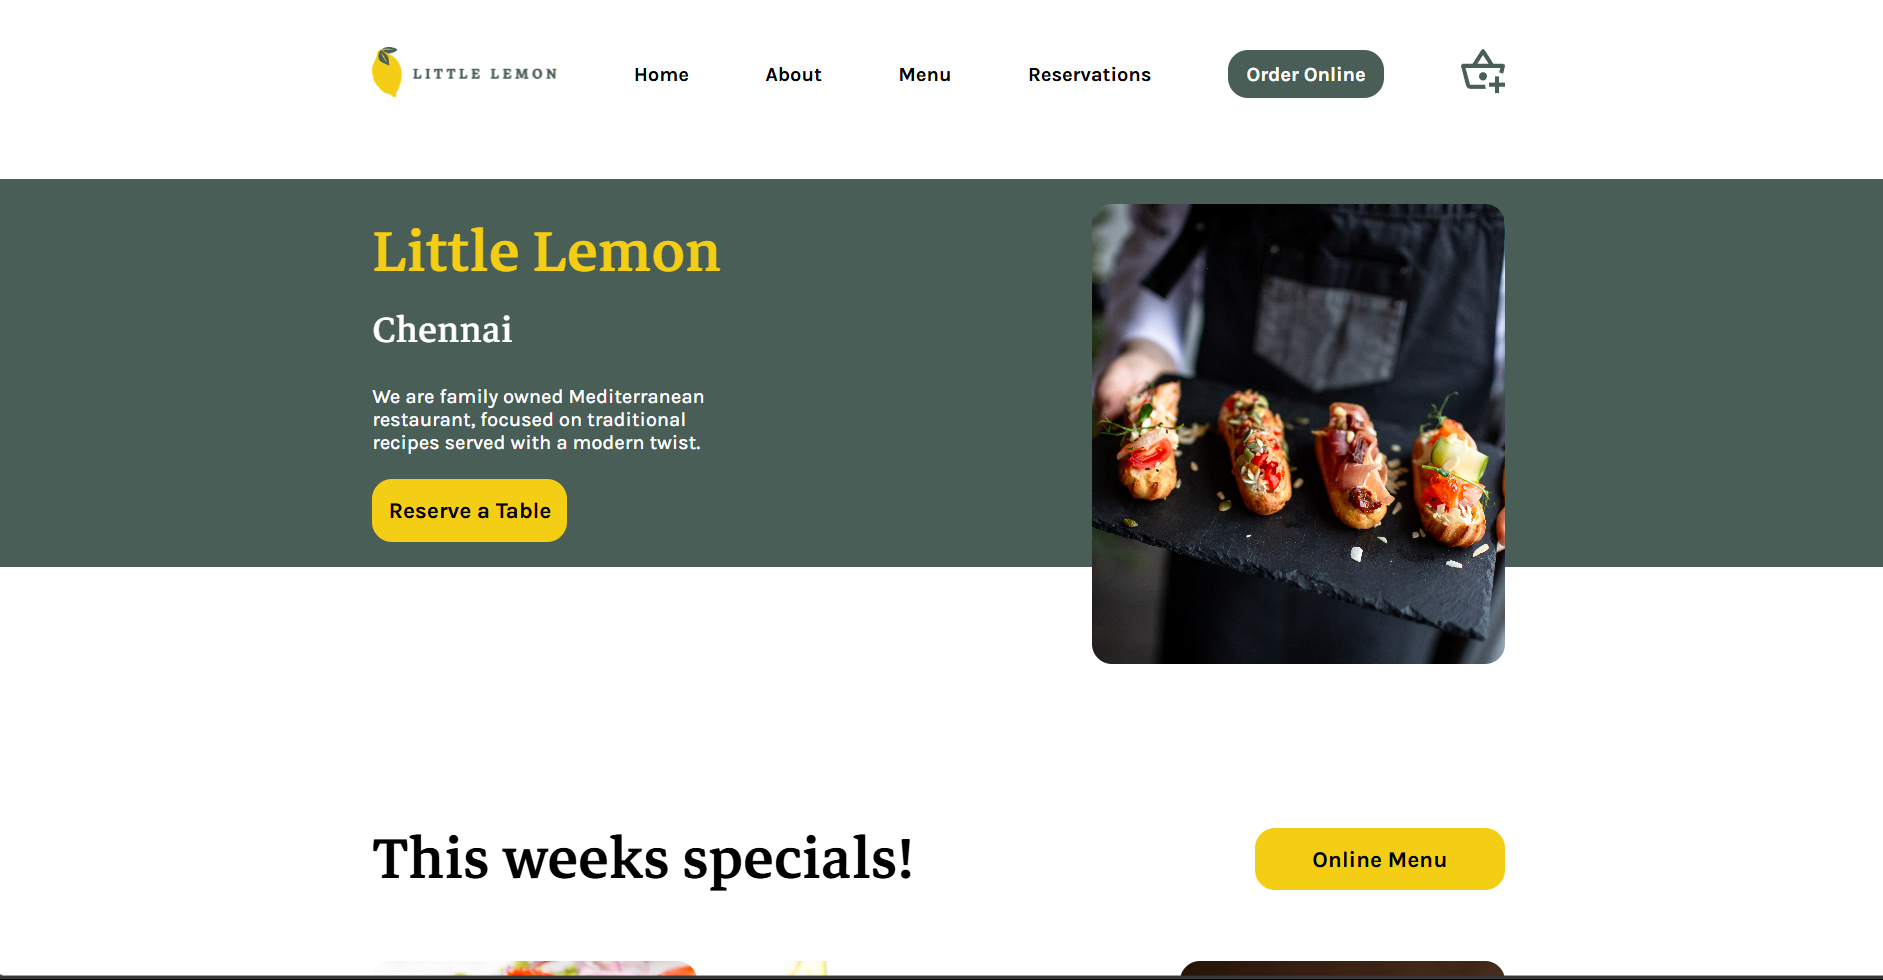 LITTLE LEMON
Home
About
Menu
Reservations
Order Online
Little Lemon
Chennai
We are family owned Mediterranean
restaurant, focused on traditional
recipes served with a modern twist.
Reserve a Table
This weeks specials!
Online Menu